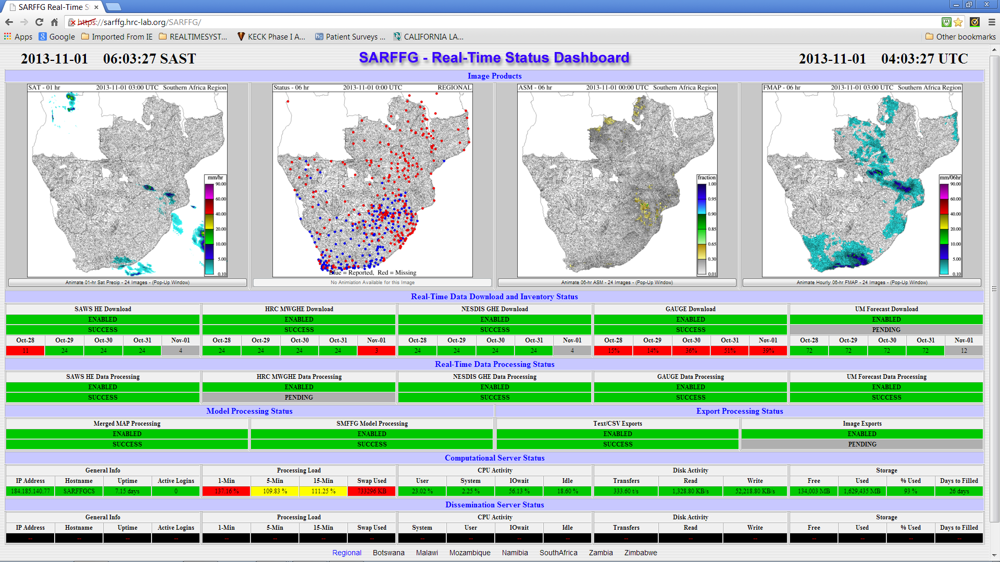 SARFFG Real-Time S
https://sarffg.hrc-lab.org/SARFFG/
Apps Google Imported From IE REALTIMESYST... KECK Phase I A... Patient Surveys ... CALIFORNIA LA... Other bookmarks
2013-11-01 06:03:27 SAST SARFFG - Real-Time Status Dashboard 2013-11-01 04:03:27 UTC
Image Products
SAT - 01 hr 2013-11-01 03:00 UTC Southern Africa Region
mm/hr
90.00
60.00
40.00
20.00
10.00
5.00
0.10
Animate 01-hr Sat Precip - 24 Images - (Pop-Up Window)
Status - 06 hr 2013-11-01 0:00 UTC REGIONAL
Blue = Reported, Red = Missing
No Animiation Available for this Image
ASM - 06 hr 2013-11-01 00:00 UTC Southern Africa Region
fraction
1.00
0.95
0.90
0.85
0.65
0.30
0.01
Animate 06-hr ASM - 24 Images - (Pop-Up Window)
FMAP - 06 hr 2013-11-01 03:00 UTC Southern Africa Region
mm/06hr
90.00
60.00
40.00
20.00
10.00
5.00
0.10
Animate Hourly 06-hr FMAP - 24 Images - (Pop-Up Window)
Real-Time Data Download and Inventory Status
SAWS HE Download HRC MWGHE Download NESDIS GHE Download GAUGE Download UM Forecast Download
ENABLED ENABLED ENABLED ENABLED ENABLED
SUCCESS SUCCESS SUCCESS SUCCESS PENDING
Oct-28 Oct-29 Oct-30 Oct-31 Nov-01 Oct-28 Oct-29 Oct-30 Oct-31 Nov-01 Oct-28 Oct-29 Oct-30 Oct-31 Nov-01 Oct-28 Oct-29 Oct-30 Oct-31 Nov-01 Oct-28 Oct-29 Oct-30 Oct-31 Nov-01
11 24 24 24 4 24 24 24 24 3 24 24 24 24 4 15% 14% 36% 51% 39% 72 72 72 72 12
Real-Time Data Processing Status
SAWS HE Data Processing HRC MWGHE Data Processing NESDIS GHE Data Processing GAUGE Data Processing UM Forecast Data Processing
ENABLED ENABLED ENABLED ENABLED ENABLED
SUCCESS PENDING SUCCESS SUCCESS SUCCESS
Model Processing Status Export Processing Status
Merged MAP Processing SMFFG Model Processing Text/CSV Exports Image Exports
ENABLED ENABLED ENABLED ENABLED
SUCCESS SUCCESS SUCCESS PENDING
Computational Server Status
General Info Processing Load CPU Activity Disk Activity Storage
IP Address Hostname Uptime Active Logins 1-Min 5-Min 15-Min Swap Used User System IOwait Idle Transfers Read Write Free Used % Used Days to Filled
184.185.140.77 SARFFGCS 7.15 days 0 137.16 % 109.83 % 111.25 % 733296 KB 23.02 % 2.25 % 56.13 % 18.60 % 333.60 t/s 1,328.80 KB/s 52,218.80 KB/s 134,003 MB 1,629,435 MB 93 % 26 days
Dissemination Server Status
General Info Processing Load CPU Activity Disk Activity Storage
IP Address Hostname Uptime Active Logins 1-Min 5-Min 15-Min Swap Used System User IOwait Idle Transfers Read Write Free Used % Used Days to Filled
-- -- -- -- -- -- -- -- -- -- -- -- -- -- -- -- -- -- --
Regional Botswana Malawi Mozambique Namibia SouthAfrica Zambia Zimbabwe